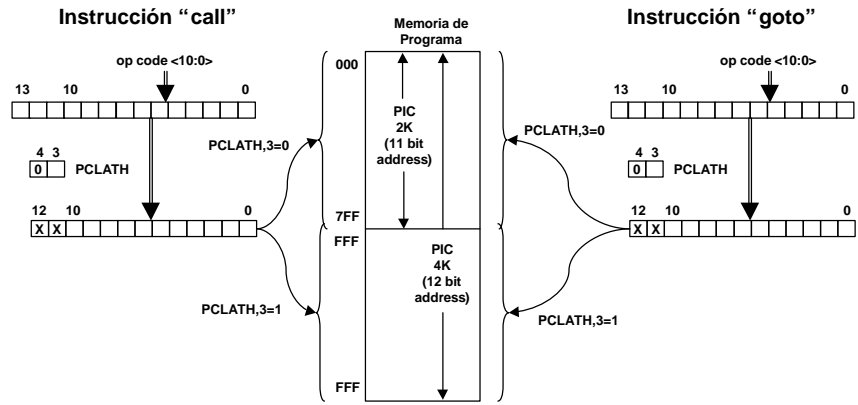 Instrucción “call”
op code <10:0>
13 10 0
4 3
0
PCLATH
12 10 0
X X
PCLATH,3=0
PCLATH,3=1
Memoria de
Programa
000
7FF
FFF
FFF
PIC
2K
(11 bit
address)
PIC
4K
(12 bit
address)
Instrucción “goto”
op code <10:0>
13 10 0
4 3
0
PCLATH
12 10 0
X X
PCLATH,3=0
PCLATH,3=1